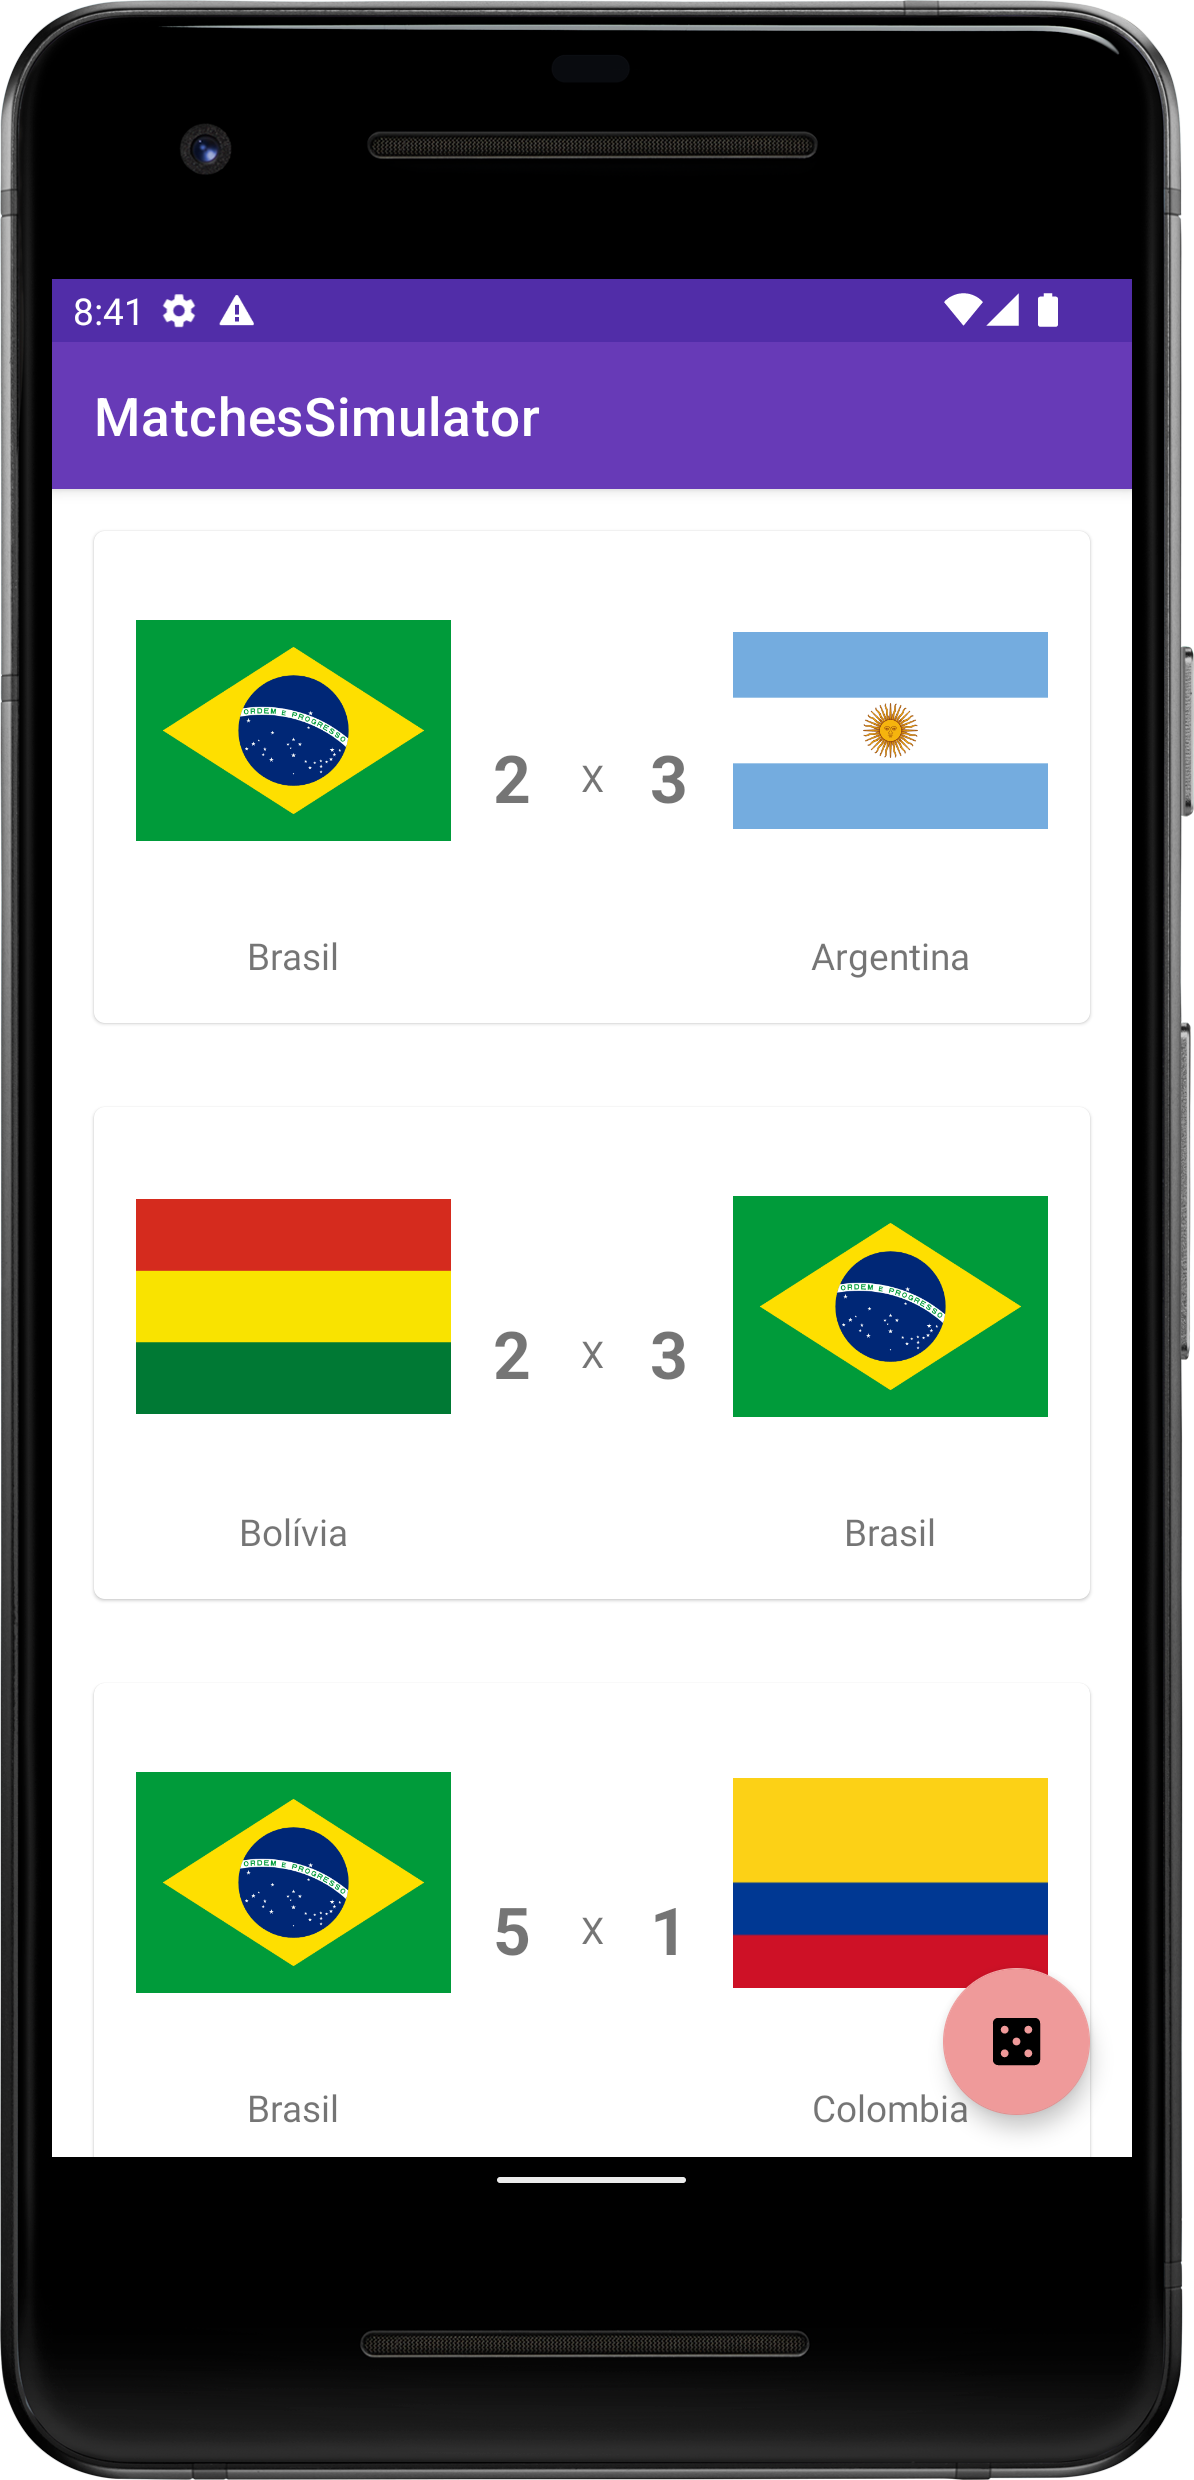 8:41
MatchesSimulator
ORDEM E PROGRESSO
2 X 3
Brasil Argentina
ORDEM E PROGRESSO
2 X 3
Bolívia Brasil
ORDEM E PROGRESSO
5 X 1
Brasil Colombia